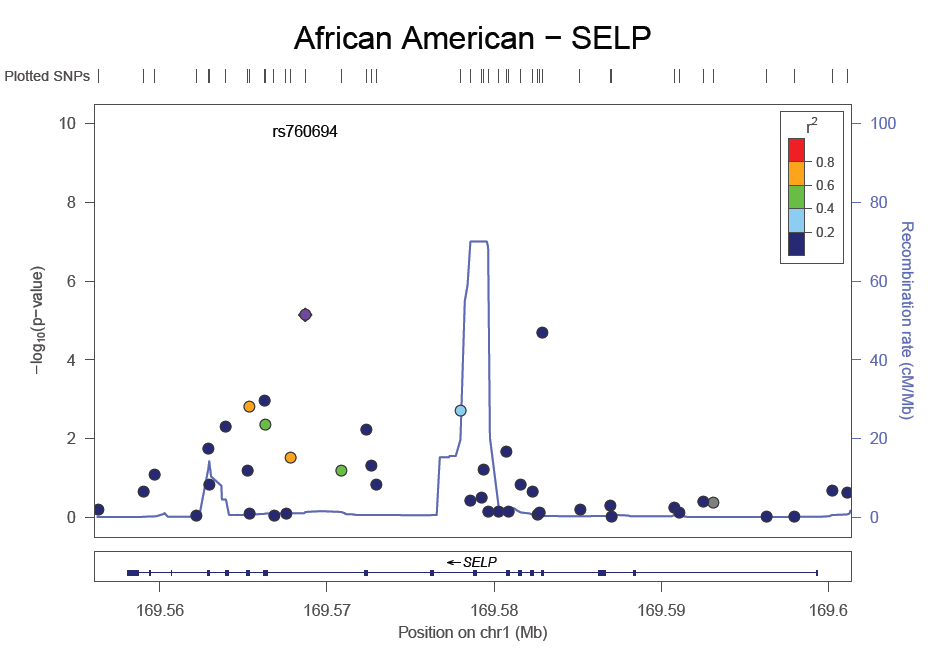 African American − SELP
Plotted SNPs
10
8
6
4
2
0
−log10(p−value)
rs760694
r2
0.8
0.6
0.4
0.2
100
80
60
40
20
0
Recombination rate (cM/Mb)
←SELP
169.56 169.57 169.58 169.59 169.6
Position on chr1 (Mb)